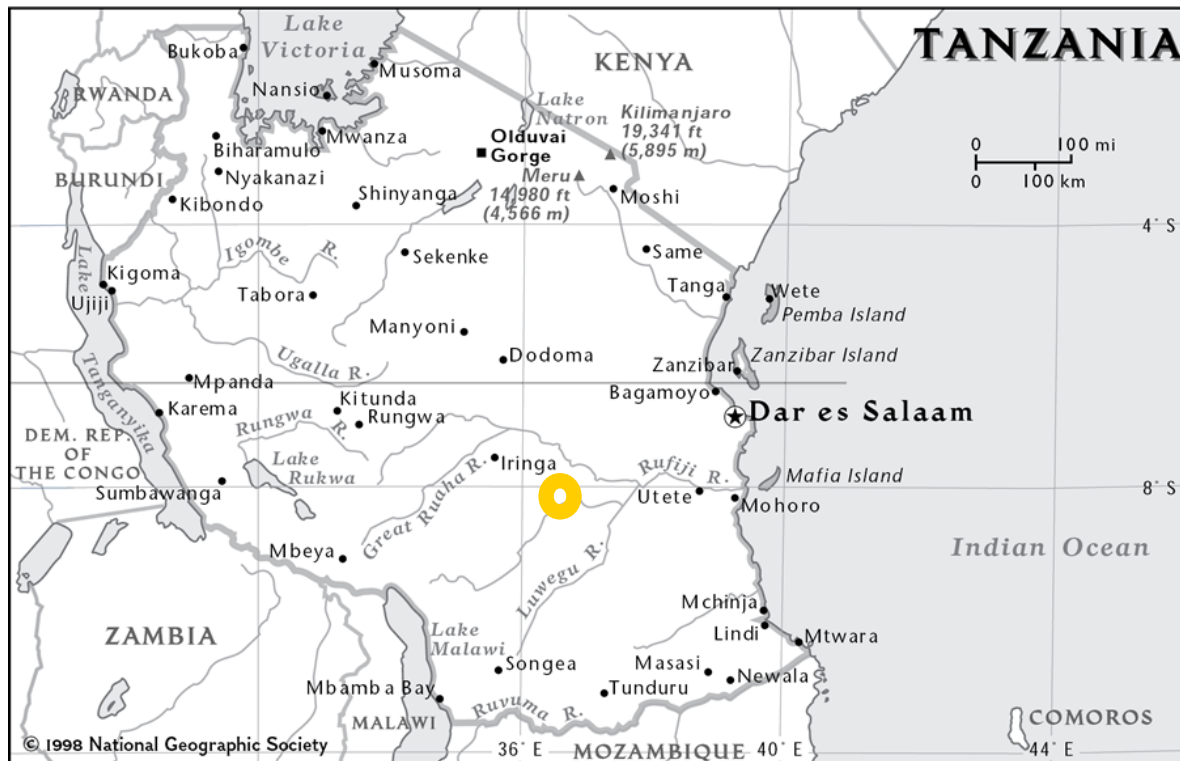 TANZANIA
Lake
Victoria
Bukoba
Musoma
KENYA
RWANDA
Nansio
Lake
Natron
Kilimanjaro
19,341 ft
(5,895 m)
Mwanza
Olduvai
Gorge
0 100 mi
0 100 km
Biharamulo
BURUNDI
Nyakanazi
Meru
14,980 ft
(4,566 m)
Moshi
Kibondo
Shinyanga
4° S
Igombe R.
Sekenke
Same
Lake Tanganyika
Kigoma
Ujiji
Tabora
Tanga
Wete
Pemba Island
Manyoni
Ugalla R.
Dodoma
Zanzibar
Zanzibar Island
Mpanda
Bagamoyo
Karema
Kitunda
Rungwa
Rungwa R.
Dar es Salaam
DEM. REP.
OF
THE CONGO
Lake
Rukwa
Iringa
Great Ruaha R.
Rufiji R.
Mafia Island
Sumbawanga
Utete
Mohoro
8° S
Mbeya
Luwegu R.
Indian Ocean
Mchinja
ZAMBIA
Lake
Malawi
Lindi
Mtwara
Songea
Masasi
Newala
Mbamba Bay
Tunduru
MALAWI
Ruvuma R.
COMOROS
© 1998 National Geographic Society
36° E
MOZAMBIQUE
40° E
44° E